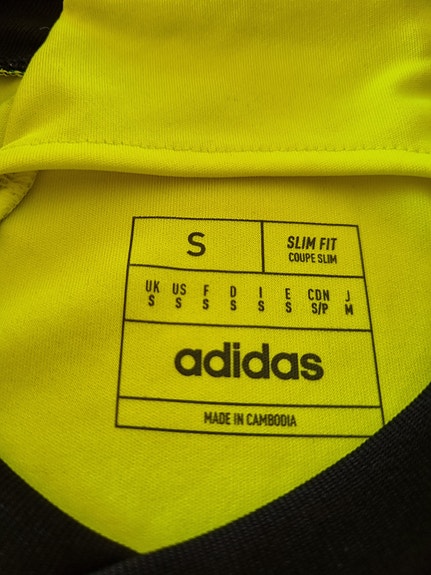 S
SLIM FIT
COUPE SLIM
UK US F D I E CDN J
S S S S S S S/P M
adidas
MADE IN CAMBODIA